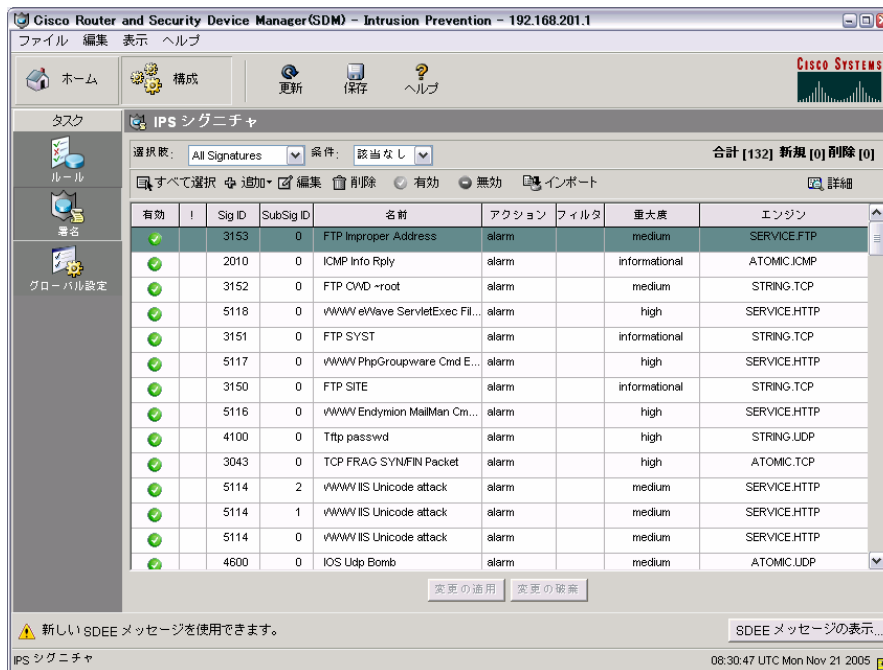 Cisco Router and Security Device Manager(SDM) - Intrusion Prevention - 192.168.201.1
ファイル 編集 表示 ヘルプ
ホーム 構成 更新 保存 ヘルプ
CISCO SYSTEMS
タスク
ルール
署名
グローバル設定
IPS シグニチャ
選択肢: All Signatures 条件: 該当なし 合計 [132] 新規 [0] 削除 [0]
すべて選択 追加 編集 削除 有効 無効 インポート 詳細
有効 ! Sig ID SubSig ID 名前 アクション フィルタ 重大度 エンジン
3153 0 FTP Improper Address alarm medium SERVICE.FTP
2010 0 ICMP Info Rply alarm informational ATOMIC.ICMP
3152 0 FTP CWD ~root alarm medium STRING.TCP
5118 0 WWW eWave ServletExec Fil... alarm high SERVICE.HTTP
3151 0 FTP SYST alarm informational STRING.TCP
5117 0 WWW PhpGroupware Cmd E... alarm high SERVICE.HTTP
3150 0 FTP SITE alarm informational STRING.TCP
5116 0 WWW Endymion MailMan Cm... alarm high SERVICE.HTTP
4100 0 Tftp passwd alarm high STRING.UDP
3043 0 TCP FRAG SYN/FIN Packet alarm high ATOMIC.TCP
5114 2 WWW IIS Unicode attack alarm medium SERVICE.HTTP
5114 1 WWW IIS Unicode attack alarm medium SERVICE.HTTP
5114 0 WWW IIS Unicode attack alarm medium SERVICE.HTTP
4600 0 IOS Udp Bomb alarm medium ATOMIC.UDP
変更の適用 変更の破棄
新しい SDEE メッセージを使用できます。 SDEE メッセージの表示...
IPS シグニチャ 08:30:47 UTC Mon Nov 21 2005